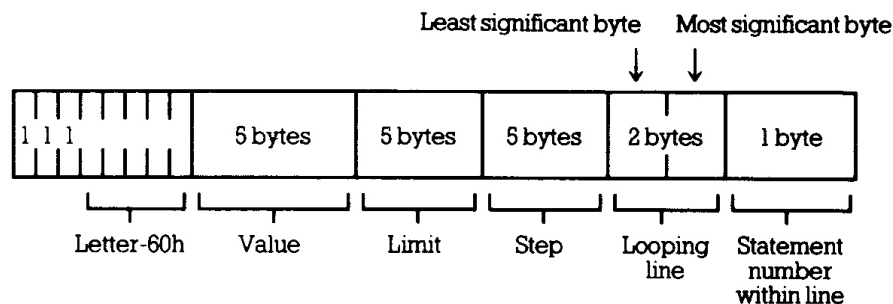 Least significant byte Most significant byte
1 1 1 5 bytes 5 bytes 5 bytes 2 bytes 1 byte
Letter-60h Value Limit Step Looping line Statement number within line